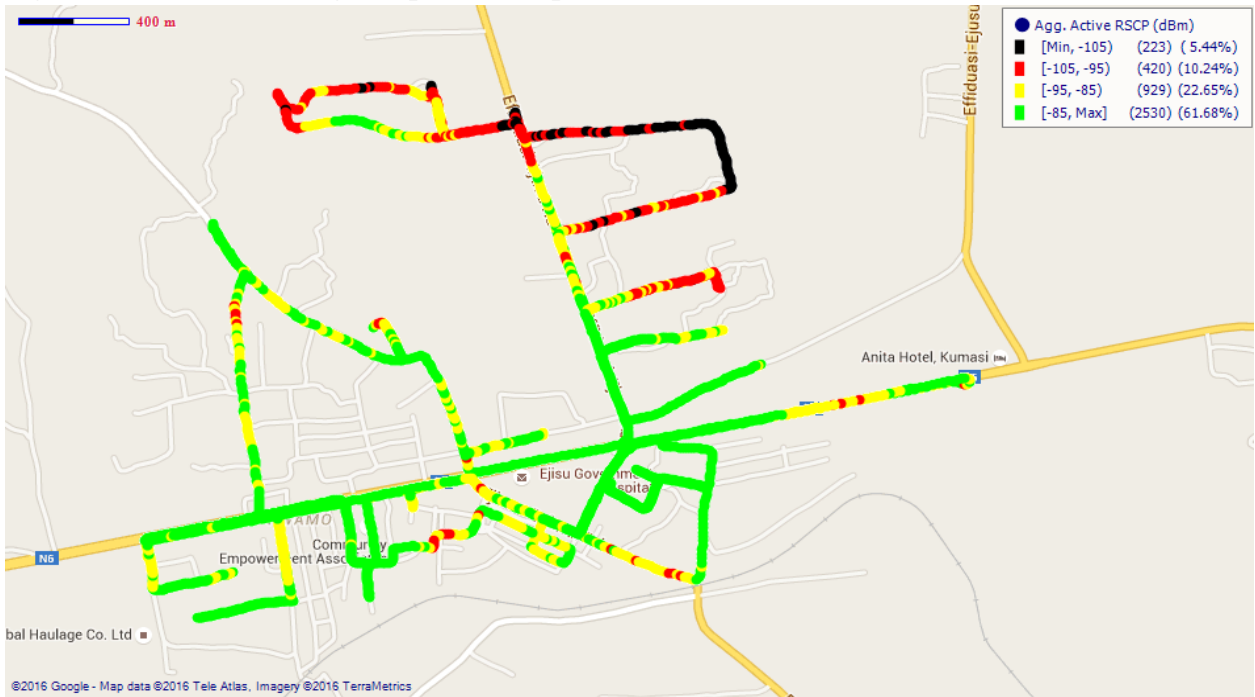 400 m
Agg. Active RSCP (dBm)
[Min, -105) (223) ( 5.44%)
[-105, -95) (420) (10.24%)
[-95, -85) (929) (22.65%)
[-85, Max] (2530) (61.68%)
Effiduasi-Ejusu
Anita Hotel, Kumasi
Ejisu Govern
ospita
Community
Empowerment Asso
N6
bal Haulage Co. Ltd
©2016 Google - Map data ©2016 Tele Atlas, Imagery ©2016 TerraMetrics